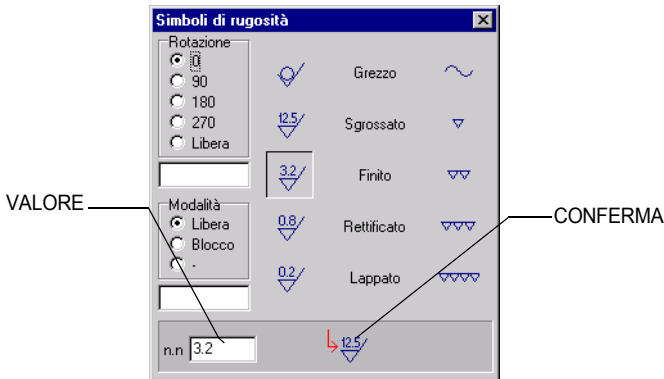 Simboli di rugosità
Rotazione
0
90
180
270
Libera
Grezzo
12.5
Sgrossato
3.2
Finito
VALORE
Modalità
Libera
Blocco
-
0.8
Rettificato
CONFERMA
0.2
Lappato
n.n 3.2
12.5